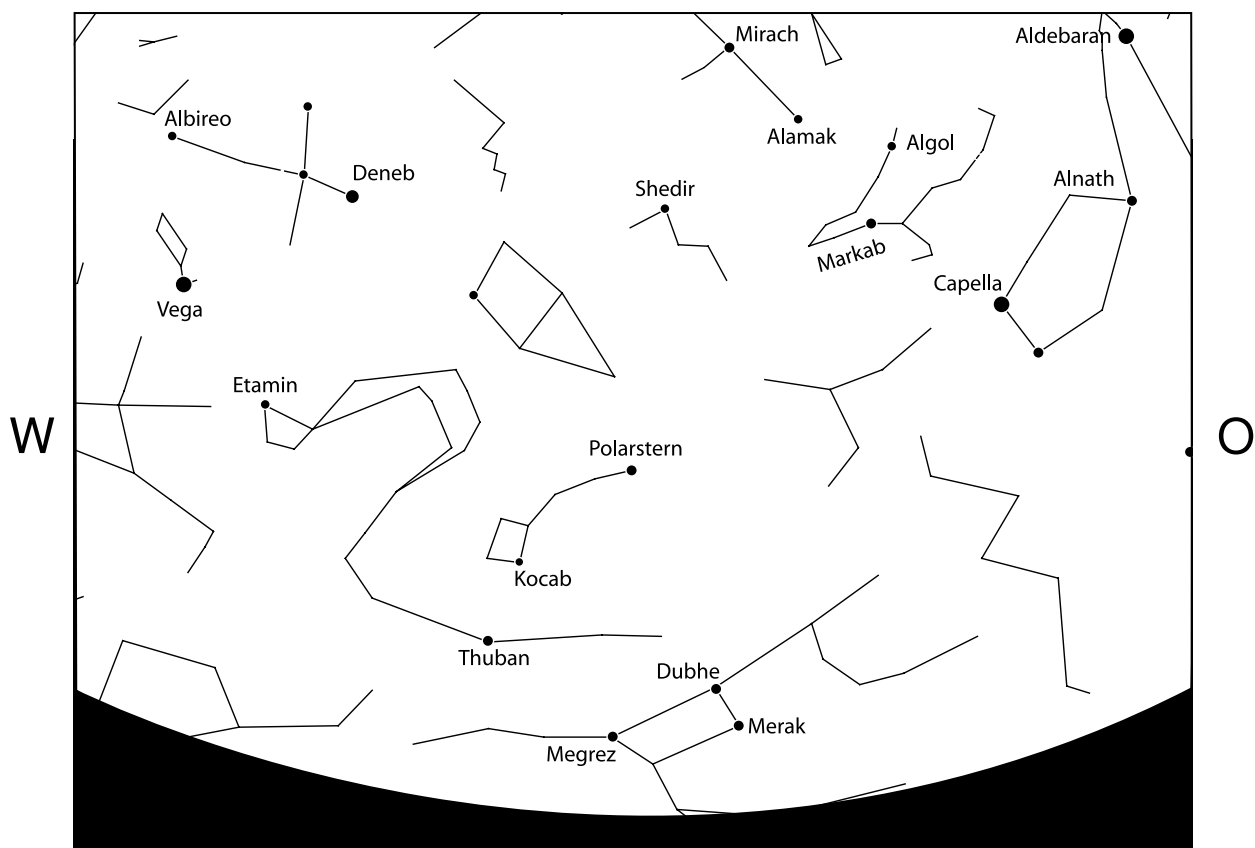 Mirach
Aldebaran
Albireo
Alamak
Algol
Deneb
Shedir
Alnath
Markab
Capella
Vega
Etamin
W
O
Polarstern
Kocab
Thuban
Dubhe
Merak
Megrez